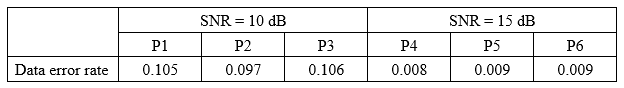 SNR = 10 dB SNR = 15 dB
P1 P2 P3 P4 P5 P6
Data error rate 0.105 0.097 0.106 0.008 0.009 0.009